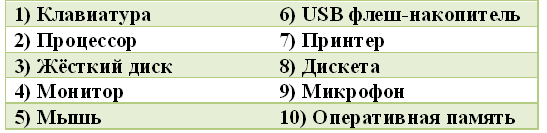 1) Клавиатура 6) USB флеш-накопитель
2) Процессор 7) Принтер
3) Жёсткий диск 8) Дискета
4) Монитор 9) Микрофон
5) Мышь 10) Оперативная память